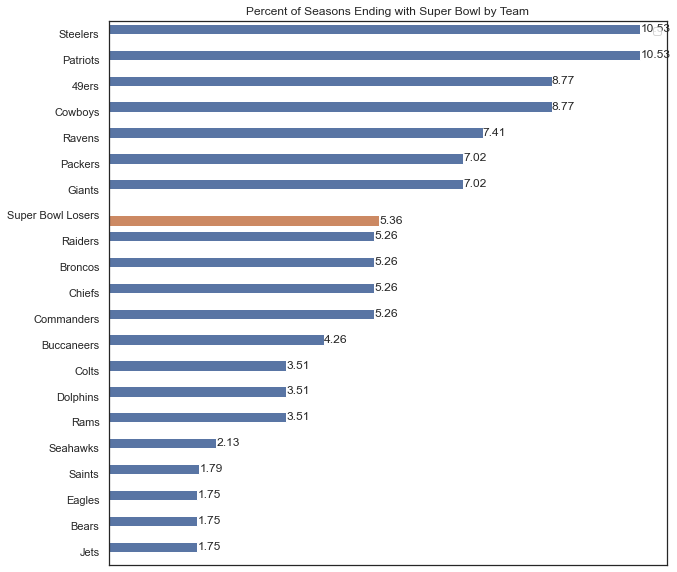 Percent of Seasons Ending with Super Bowl by Team
Steelers 10.53
Patriots 10.53
49ers 8.77
Cowboys 8.77
Ravens 7.41
Packers 7.02
Giants 7.02
Super Bowl Losers 5.36
Raiders 5.26
Broncos 5.26
Chiefs 5.26
Commanders 5.26
Buccaneers 4.26
Colts 3.51
Dolphins 3.51
Rams 3.51
Seahawks 2.13
Saints 1.79
Eagles 1.75
Bears 1.75
Jets 1.75